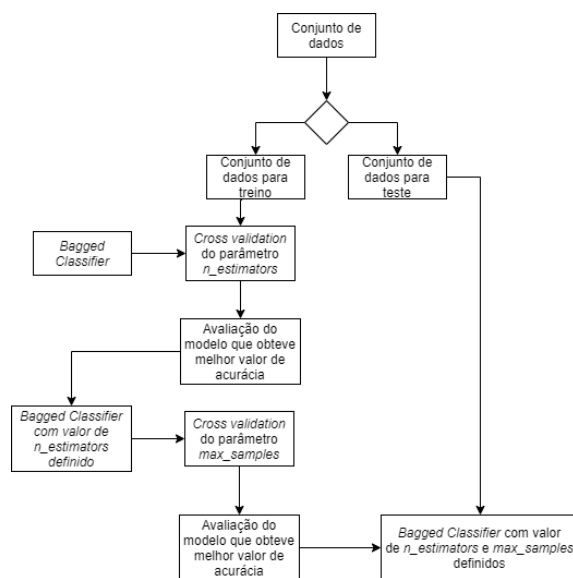 Conjunto de
dados
Conjunto de
dados para
treino
Conjunto de
dados para
teste
Bagged
Classifier
Cross validation
do parâmetro
n_estimators
Avaliação do
modelo que obteve
melhor valor de
acurácia
Bagged Classifier
com valor de
n_estimators
definido
Cross validation
do parâmetro
max_samples
Avaliação do
modelo que obteve
melhor valor de
acurácia
Bagged Classifier com valor
de n_estimators e max_samples
definidos